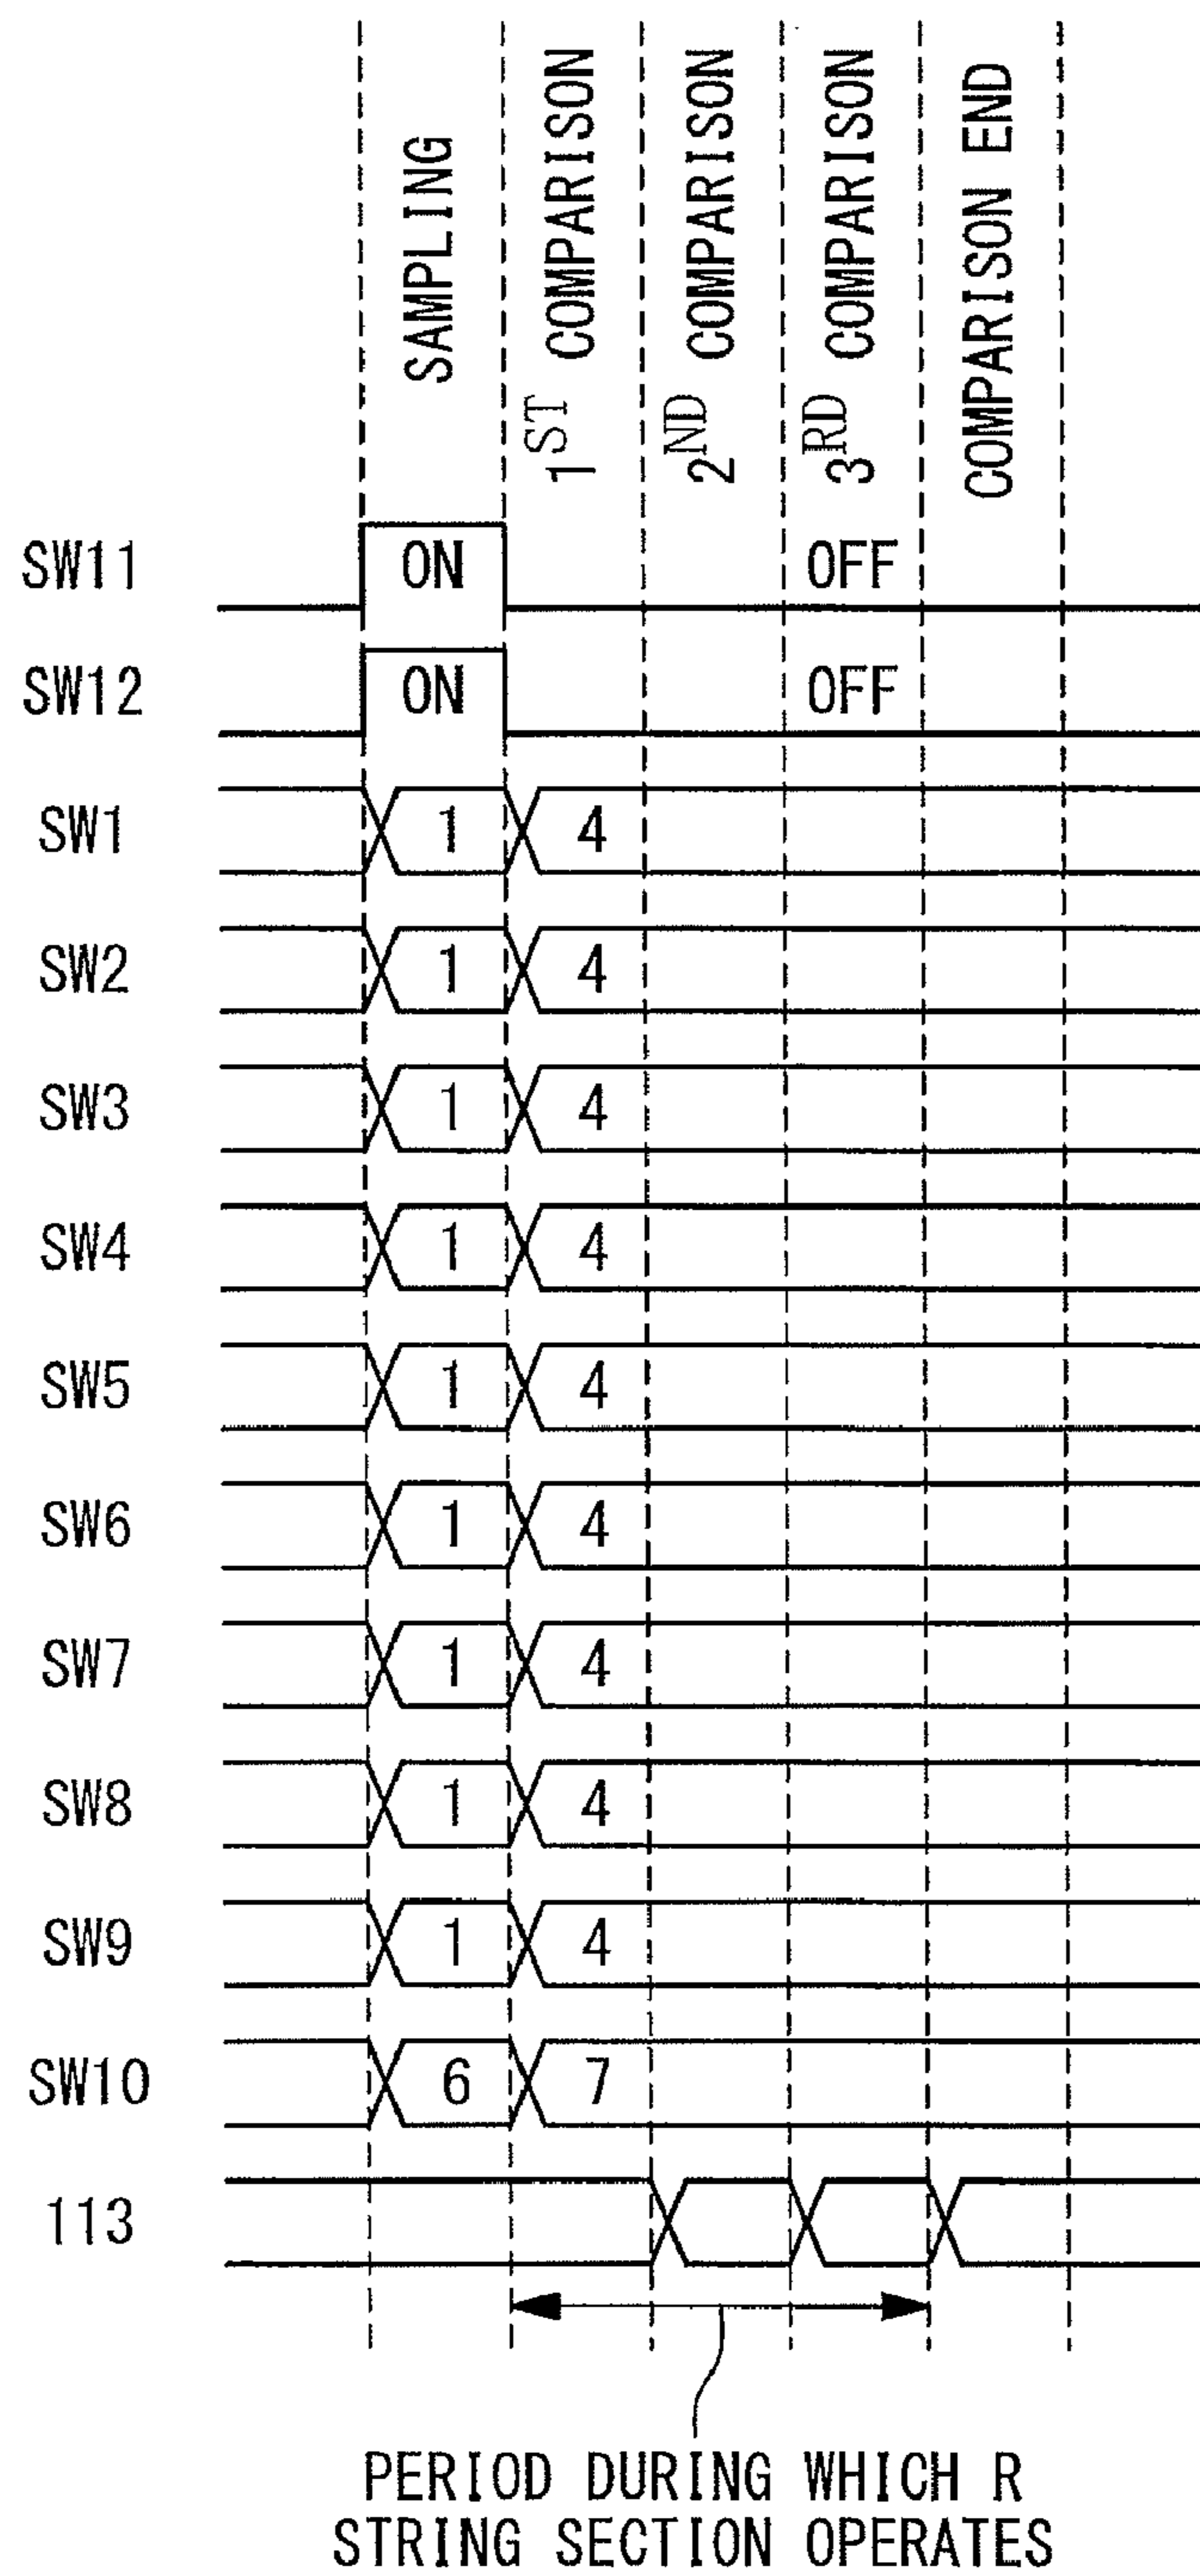 SAMPLING
1ST COMPARISON
2ND COMPARISON
3RD COMPARISON
COMPARISON END
SW11 ON OFF
SW12 ON OFF
SW1 1 4
SW2 1 4
SW3 1 4
SW4 1 4
SW5 1 4
SW6 1 4
SW7 1 4
SW8 1 4
SW9 1 4
SW10 6 7
113
PERIOD DURING WHICH R
STRING SECTION OPERATES